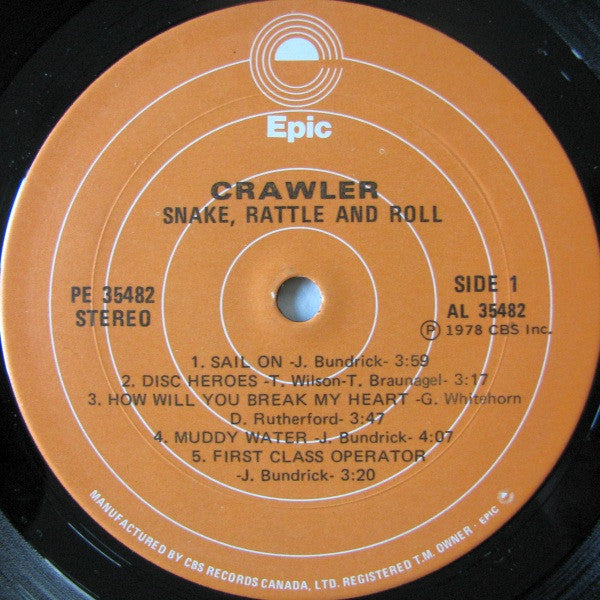 Epic
CRAWLER
SNAKE, RATTLE AND ROLL
PE 35482
STEREO
SIDE 1
AL 35482
Ⓟ 1978 CBS Inc.
1. SAIL ON -J. Bundrick- 3:59
2. DISC HEROES -T. Wilson-T. Braunagel- 3:17
3. HOW WILL YOU BREAK MY HEART -G. Whitehorn
D. Rutherford- 3:47
4. MUDDY WATER -J. Bundrick- 4:07
5. FIRST CLASS OPERATOR
-J. Bundrick- 3:20
MANUFACTURED BY CBS RECORDS CANADA, LTD. REGISTERED T.M. OWNER · EPIC